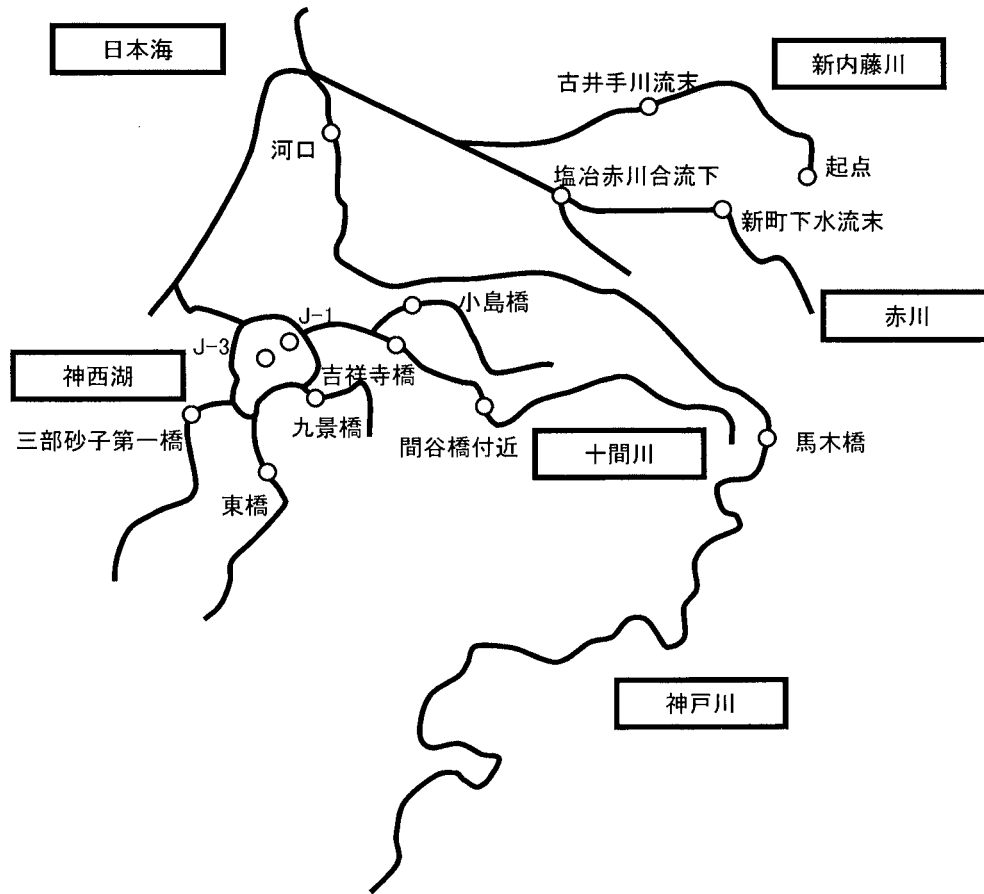 日本海
新内藤川
古井手川流末
河口
起点
塩冶赤川合流下
新町下水流末
赤川
小島橋
J-1
J-3
神西湖
吉祥寺橋
九景橋
三部砂子第一橋
間谷橋付近
十間川
馬木橋
東橋
神戸川